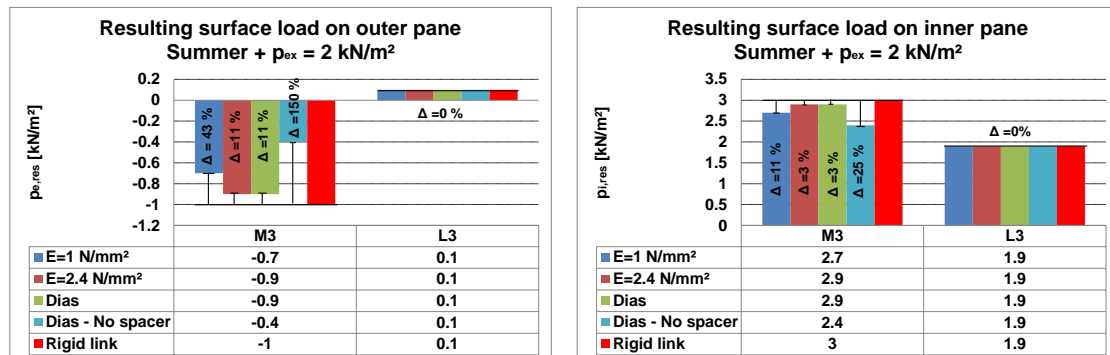 Resulting surface load on outer pane
Summer + pex = 2 kN/m²
pe,res [kN/m²]
0.2
0
-0.2
-0.4
-0.6
-0.8
-1
-1.2
Δ = 43 %
Δ =11 %
Δ =11 %
Δ =150 %
Δ =0 %
M3 L3
E=1 N/mm² -0.7 0.1
E=2.4 N/mm² -0.9 0.1
Dias -0.9 0.1
Dias - No spacer -0.4 0.1
Rigid link -1 0.1
Resulting surface load on inner pane
Summer + pex = 2 kN/m²
pi,res [kN/m²]
3.5
3
2.5
2
1.5
1
0.5
0
Δ =11 %
Δ =3 %
Δ =3 %
Δ =25 %
Δ =0%
M3 L3
E=1 N/mm² 2.7 1.9
E=2.4 N/mm² 2.9 1.9
Dias 2.9 1.9
Dias - No spacer 2.4 1.9
Rigid link 3 1.9